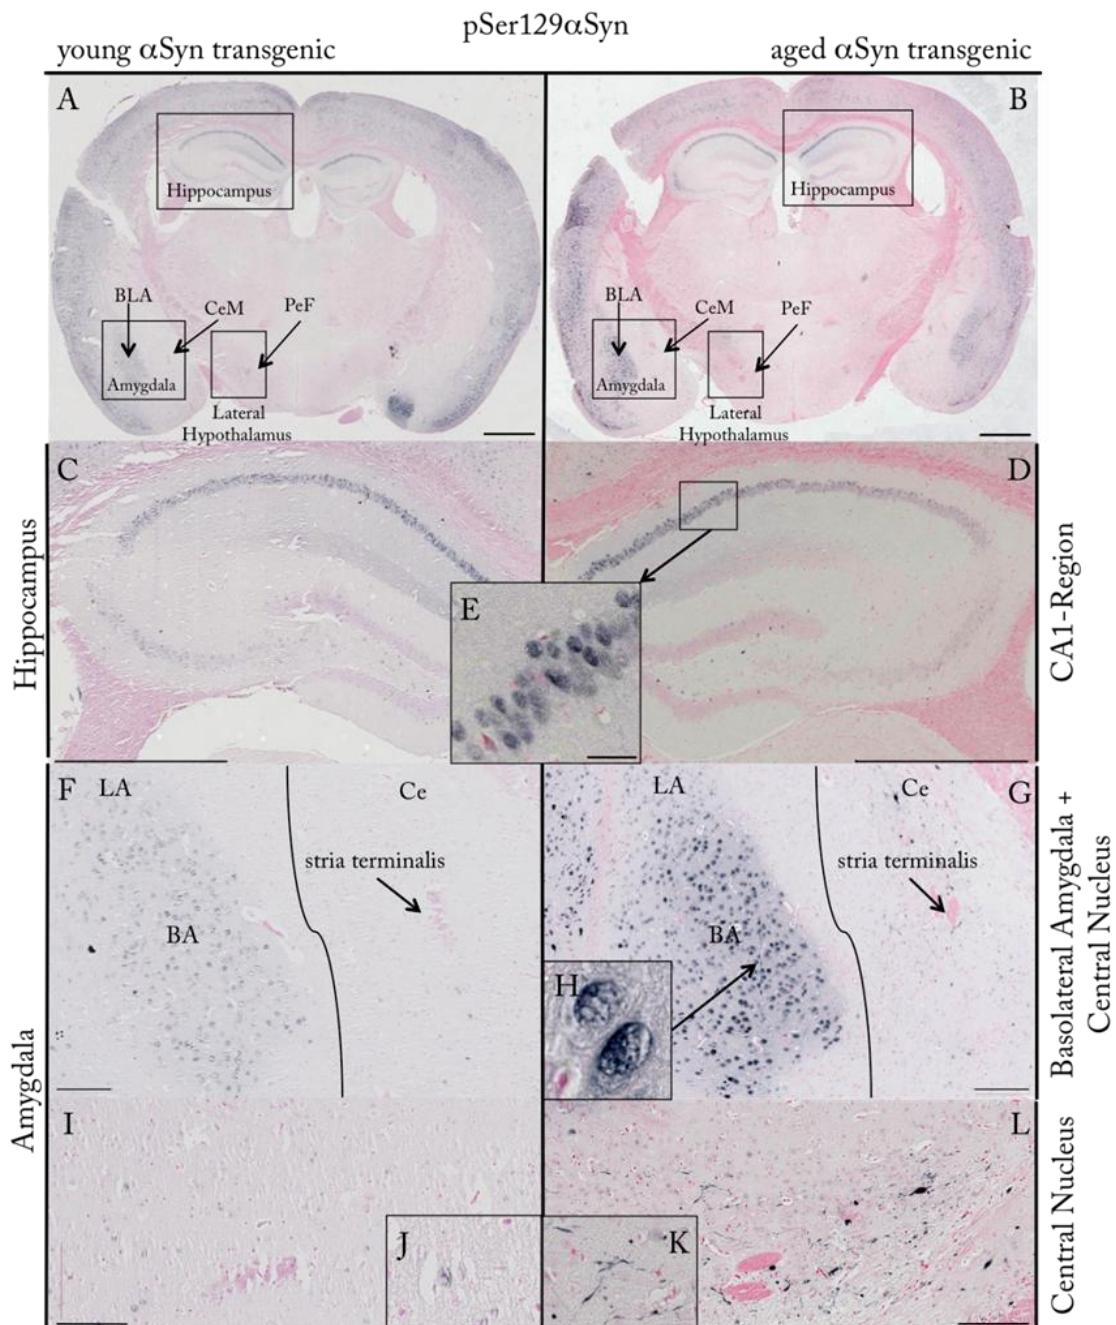 pSer129αSyn
young αSyn transgenic
aged αSyn transgenic
A
B
Hippocampus
Hippocampus
BLA
CeM
PeF
Amygdala
Lateral
Hypothalamus
BLA
CeM
PeF
Amygdala
Lateral
Hypothalamus
Hippocampus
C
D
E
CA1-Region
Amygdala
F
LA
Ce
stria terminalis
BA
LA
Ce
G
stria terminalis
BA
H
Basolateral Amygdala +
Central Nucleus
I
J
K
L
Central Nucleus